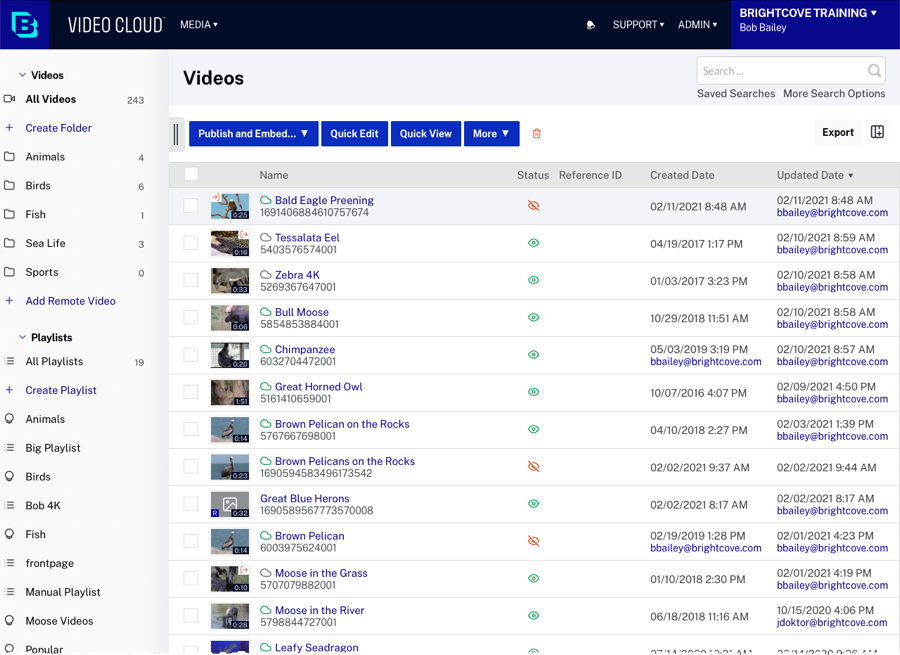 VIDEO CLOUD MEDIA SUPPORT ADMIN BRIGHTCOVE TRAINING
Bob Bailey
Videos
All Videos 243
Create Folder
Animals 4
Birds 6
Fish 1
Sea Life 3
Sports 0
Add Remote Video
Playlists
All Playlists 19
Create Playlist
Animals
Big Playlist
Birds
Bob 4K
Fish
frontpage
Manual Playlist
Moose Videos
Popular
Videos
Search ...
Saved Searches More Search Options
Publish and Embed... Quick Edit Quick View More Export
Name Status Reference ID Created Date Updated Date
0:25 Bald Eagle Preening 02/11/2021 8:48 AM 02/11/2021 8:48 AM
1691406884610757674 bbailey@brightcove.com
0:16 Tessalata Eel 04/19/2017 1:17 PM 02/10/2021 8:59 AM
5403576574001 bbailey@brightcove.com
0:33 Zebra 4K 01/03/2017 3:23 PM 02/10/2021 8:58 AM
5269367647001 bbailey@brightcove.com
0:06 Bull Moose 10/29/2018 11:51 AM 02/10/2021 8:58 AM
5854853884001 bbailey@brightcove.com
0:20 Chimpanzee 05/03/2019 3:19 PM 02/10/2021 8:57 AM
6032704472001 bbailey@brightcove.com bbailey@brightcove.com
1:51 Great Horned Owl 10/07/2016 4:07 PM 02/09/2021 4:50 PM
5161410659001 bbailey@brightcove.com
0:14 Brown Pelican on the Rocks 04/10/2018 2:27 PM 02/03/2021 1:39 PM
5767667698001 bbailey@brightcove.com
0:23 Brown Pelicans on the Rocks 02/02/2021 9:37 AM 02/02/2021 9:44 AM
1690594583496173542
R 0:32 Great Blue Herons 02/02/2021 8:17 AM 02/02/2021 8:17 AM
1690589567773570008 bbailey@brightcove.com
0:14 Brown Pelican 02/19/2019 1:28 PM 02/01/2021 4:23 PM
6003975624001 bbailey@brightcove.com bbailey@brightcove.com
0:10 Moose in the Grass 01/10/2018 2:30 PM 02/01/2021 4:19 PM
5707079882001 bbailey@brightcove.com
0:28 Moose in the River 06/18/2018 11:16 AM 10/15/2020 4:06 PM
5798844727001 jdoktor@brightcove.com
Leafy Seadragon